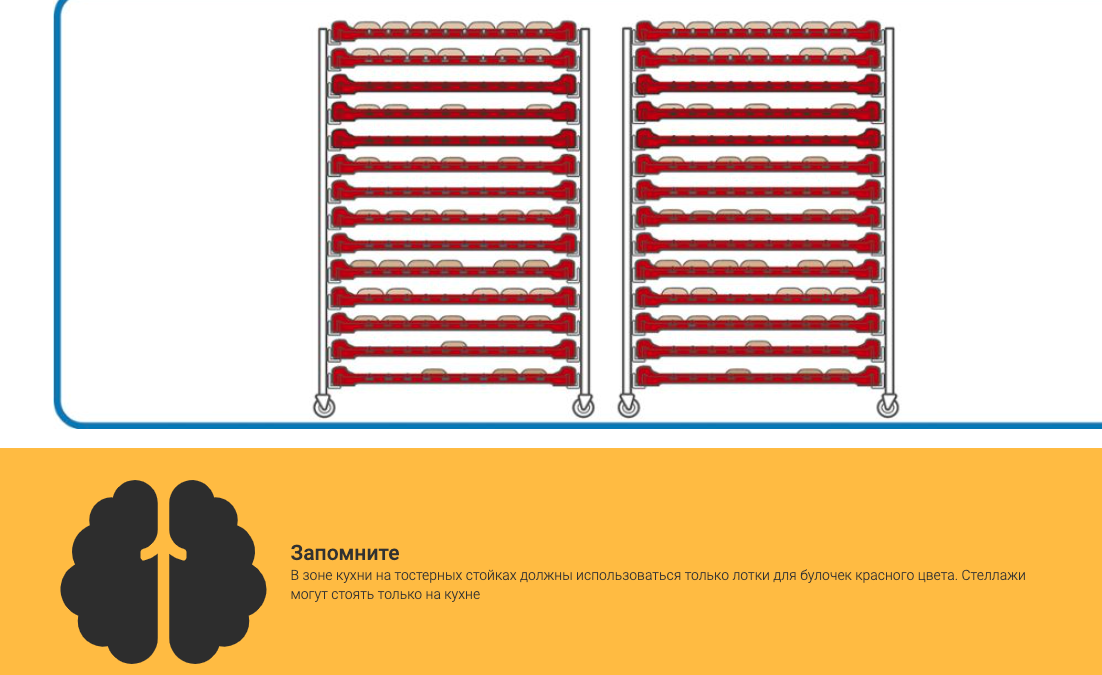 Запомните
В зоне кухни на тостерных стойках должны использоваться только лотки для булочек красного цвета. Стеллажи
могут стоять только на кухне